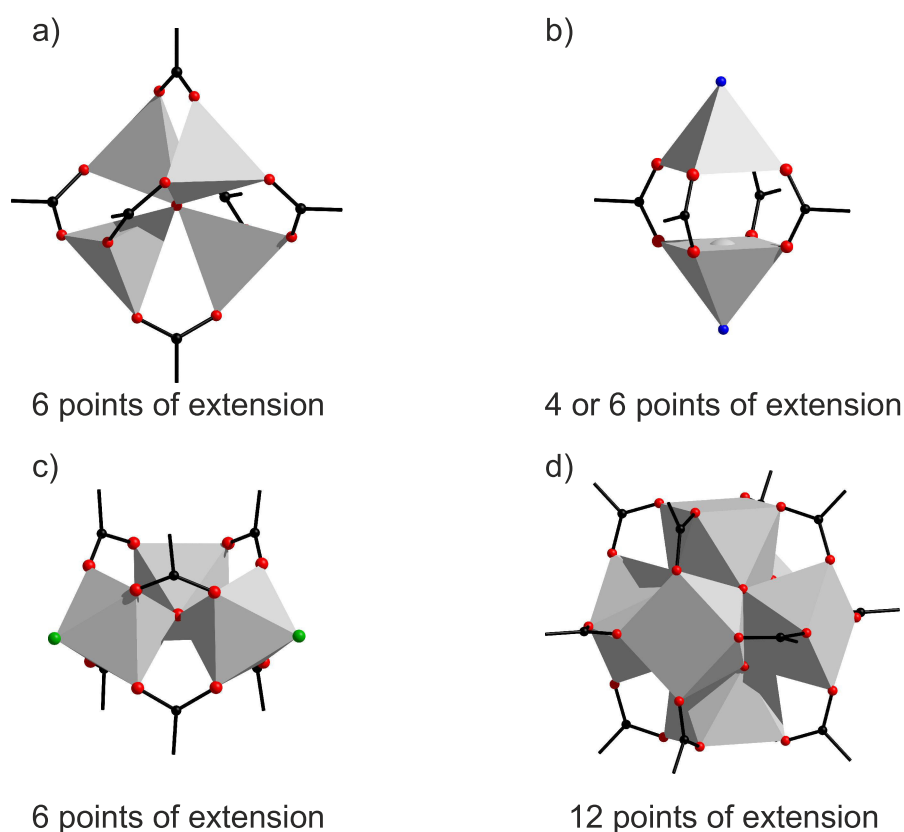 a)
b)
6 points of extension
4 or 6 points of extension
c)
d)
6 points of extension
12 points of extension